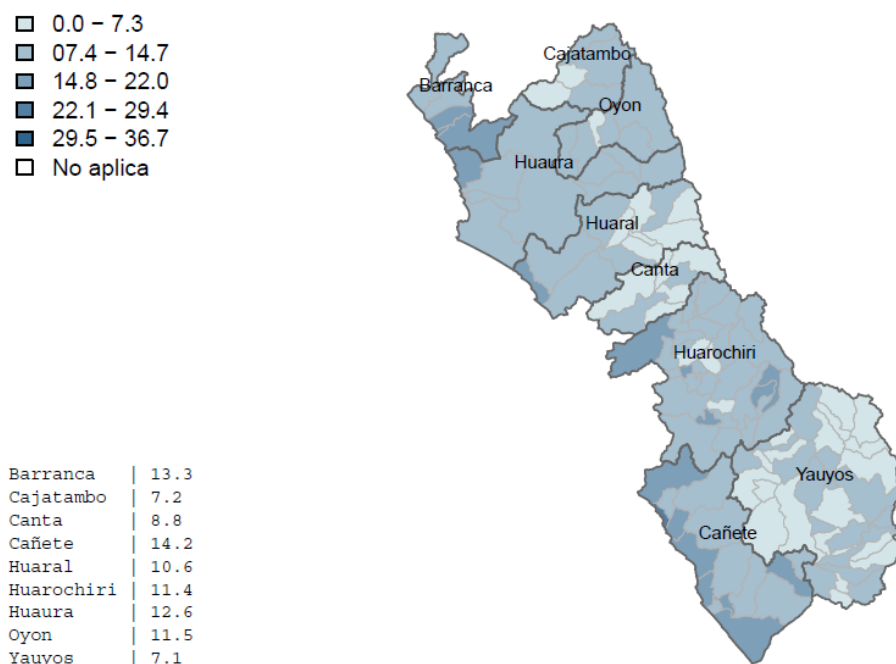 0.0 − 7.3
07.4 − 14.7
14.8 − 22.0
22.1 − 29.4
29.5 − 36.7
No aplica
Cajatambo
Barranca
Oyon
Huaura
Huaral
Canta
Huarochiri
Yauyos
Cañete
Barranca | 13.3
Cajatambo | 7.2
Canta | 8.8
Cañete | 14.2
Huaral | 10.6
Huarochiri | 11.4
Huaura | 12.6
Oyon | 11.5
Yauyos | 7.1